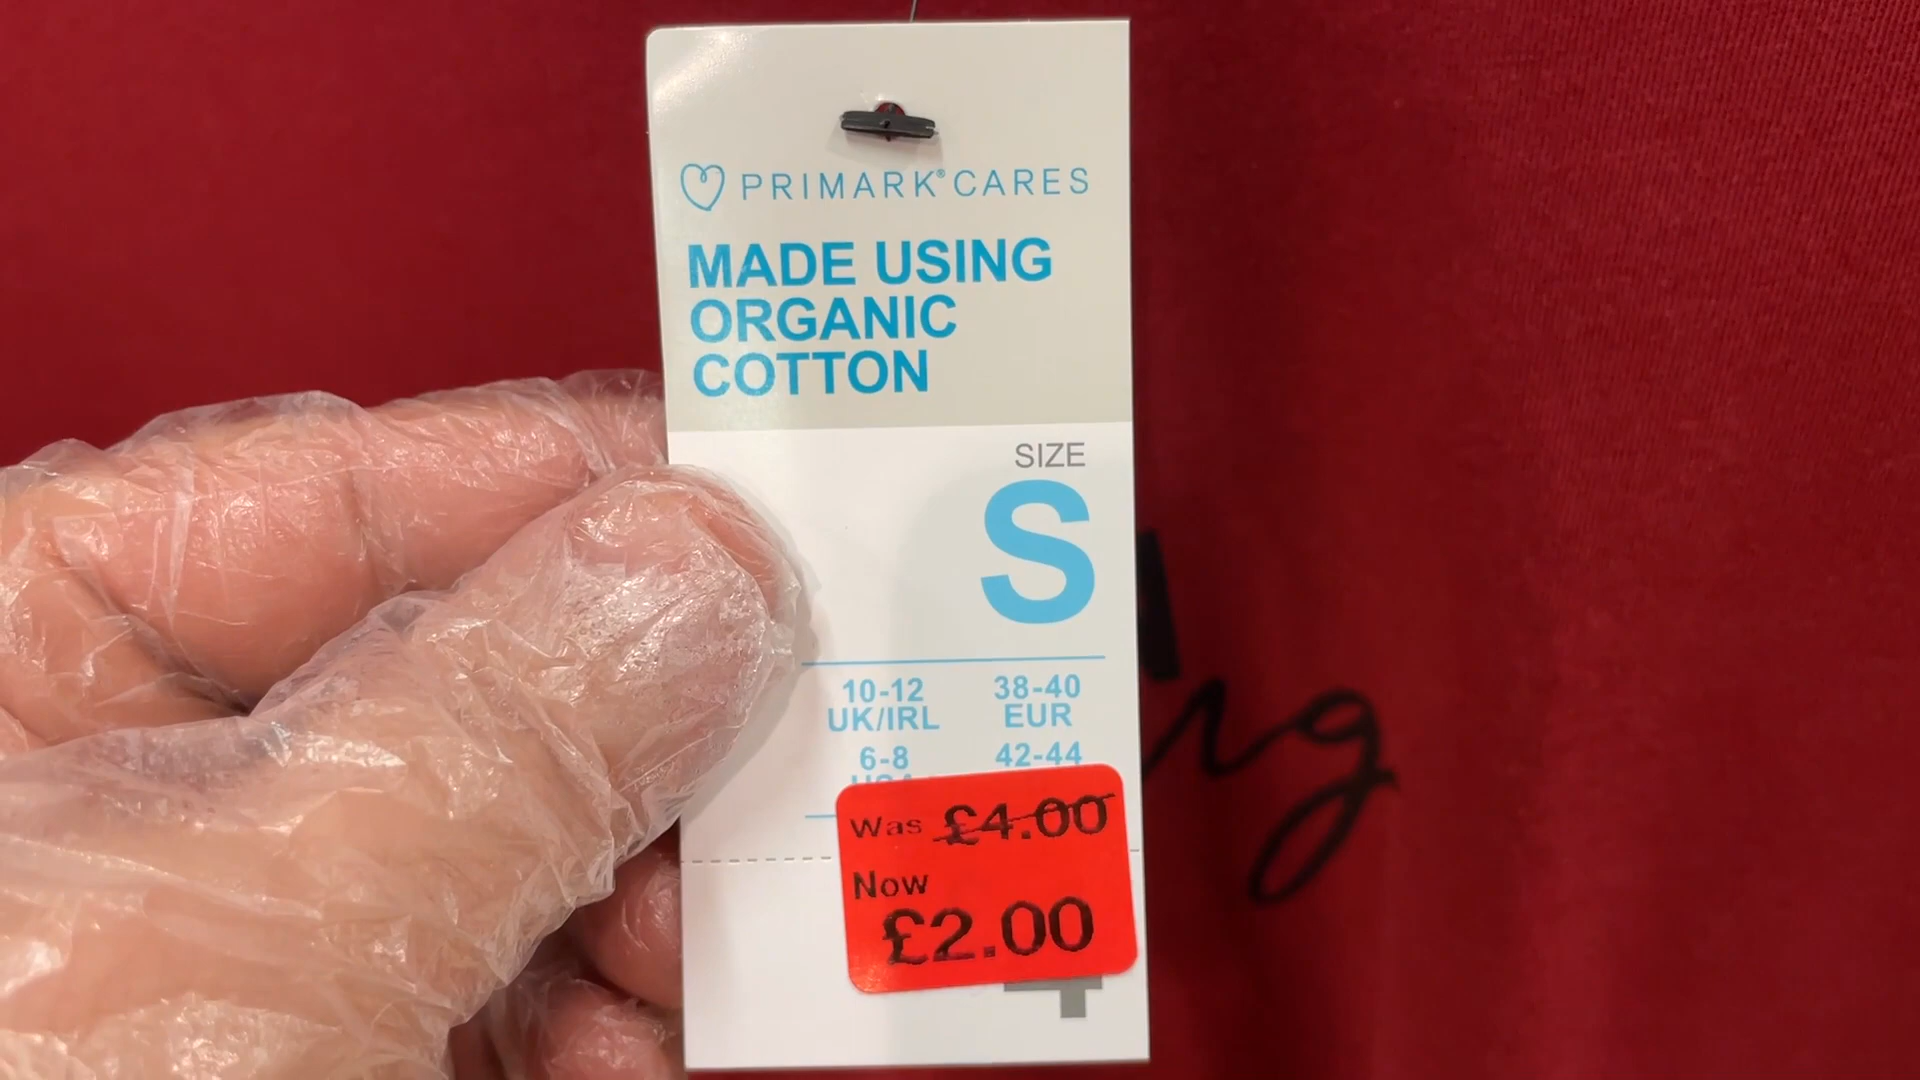 PRIMARK® CARES
MADE USING
ORGANIC
COTTON
SIZE
S
10-12 38-40
UK/IRL EUR
6-8 42-44
USA
Was £4.00
Now
£2.00